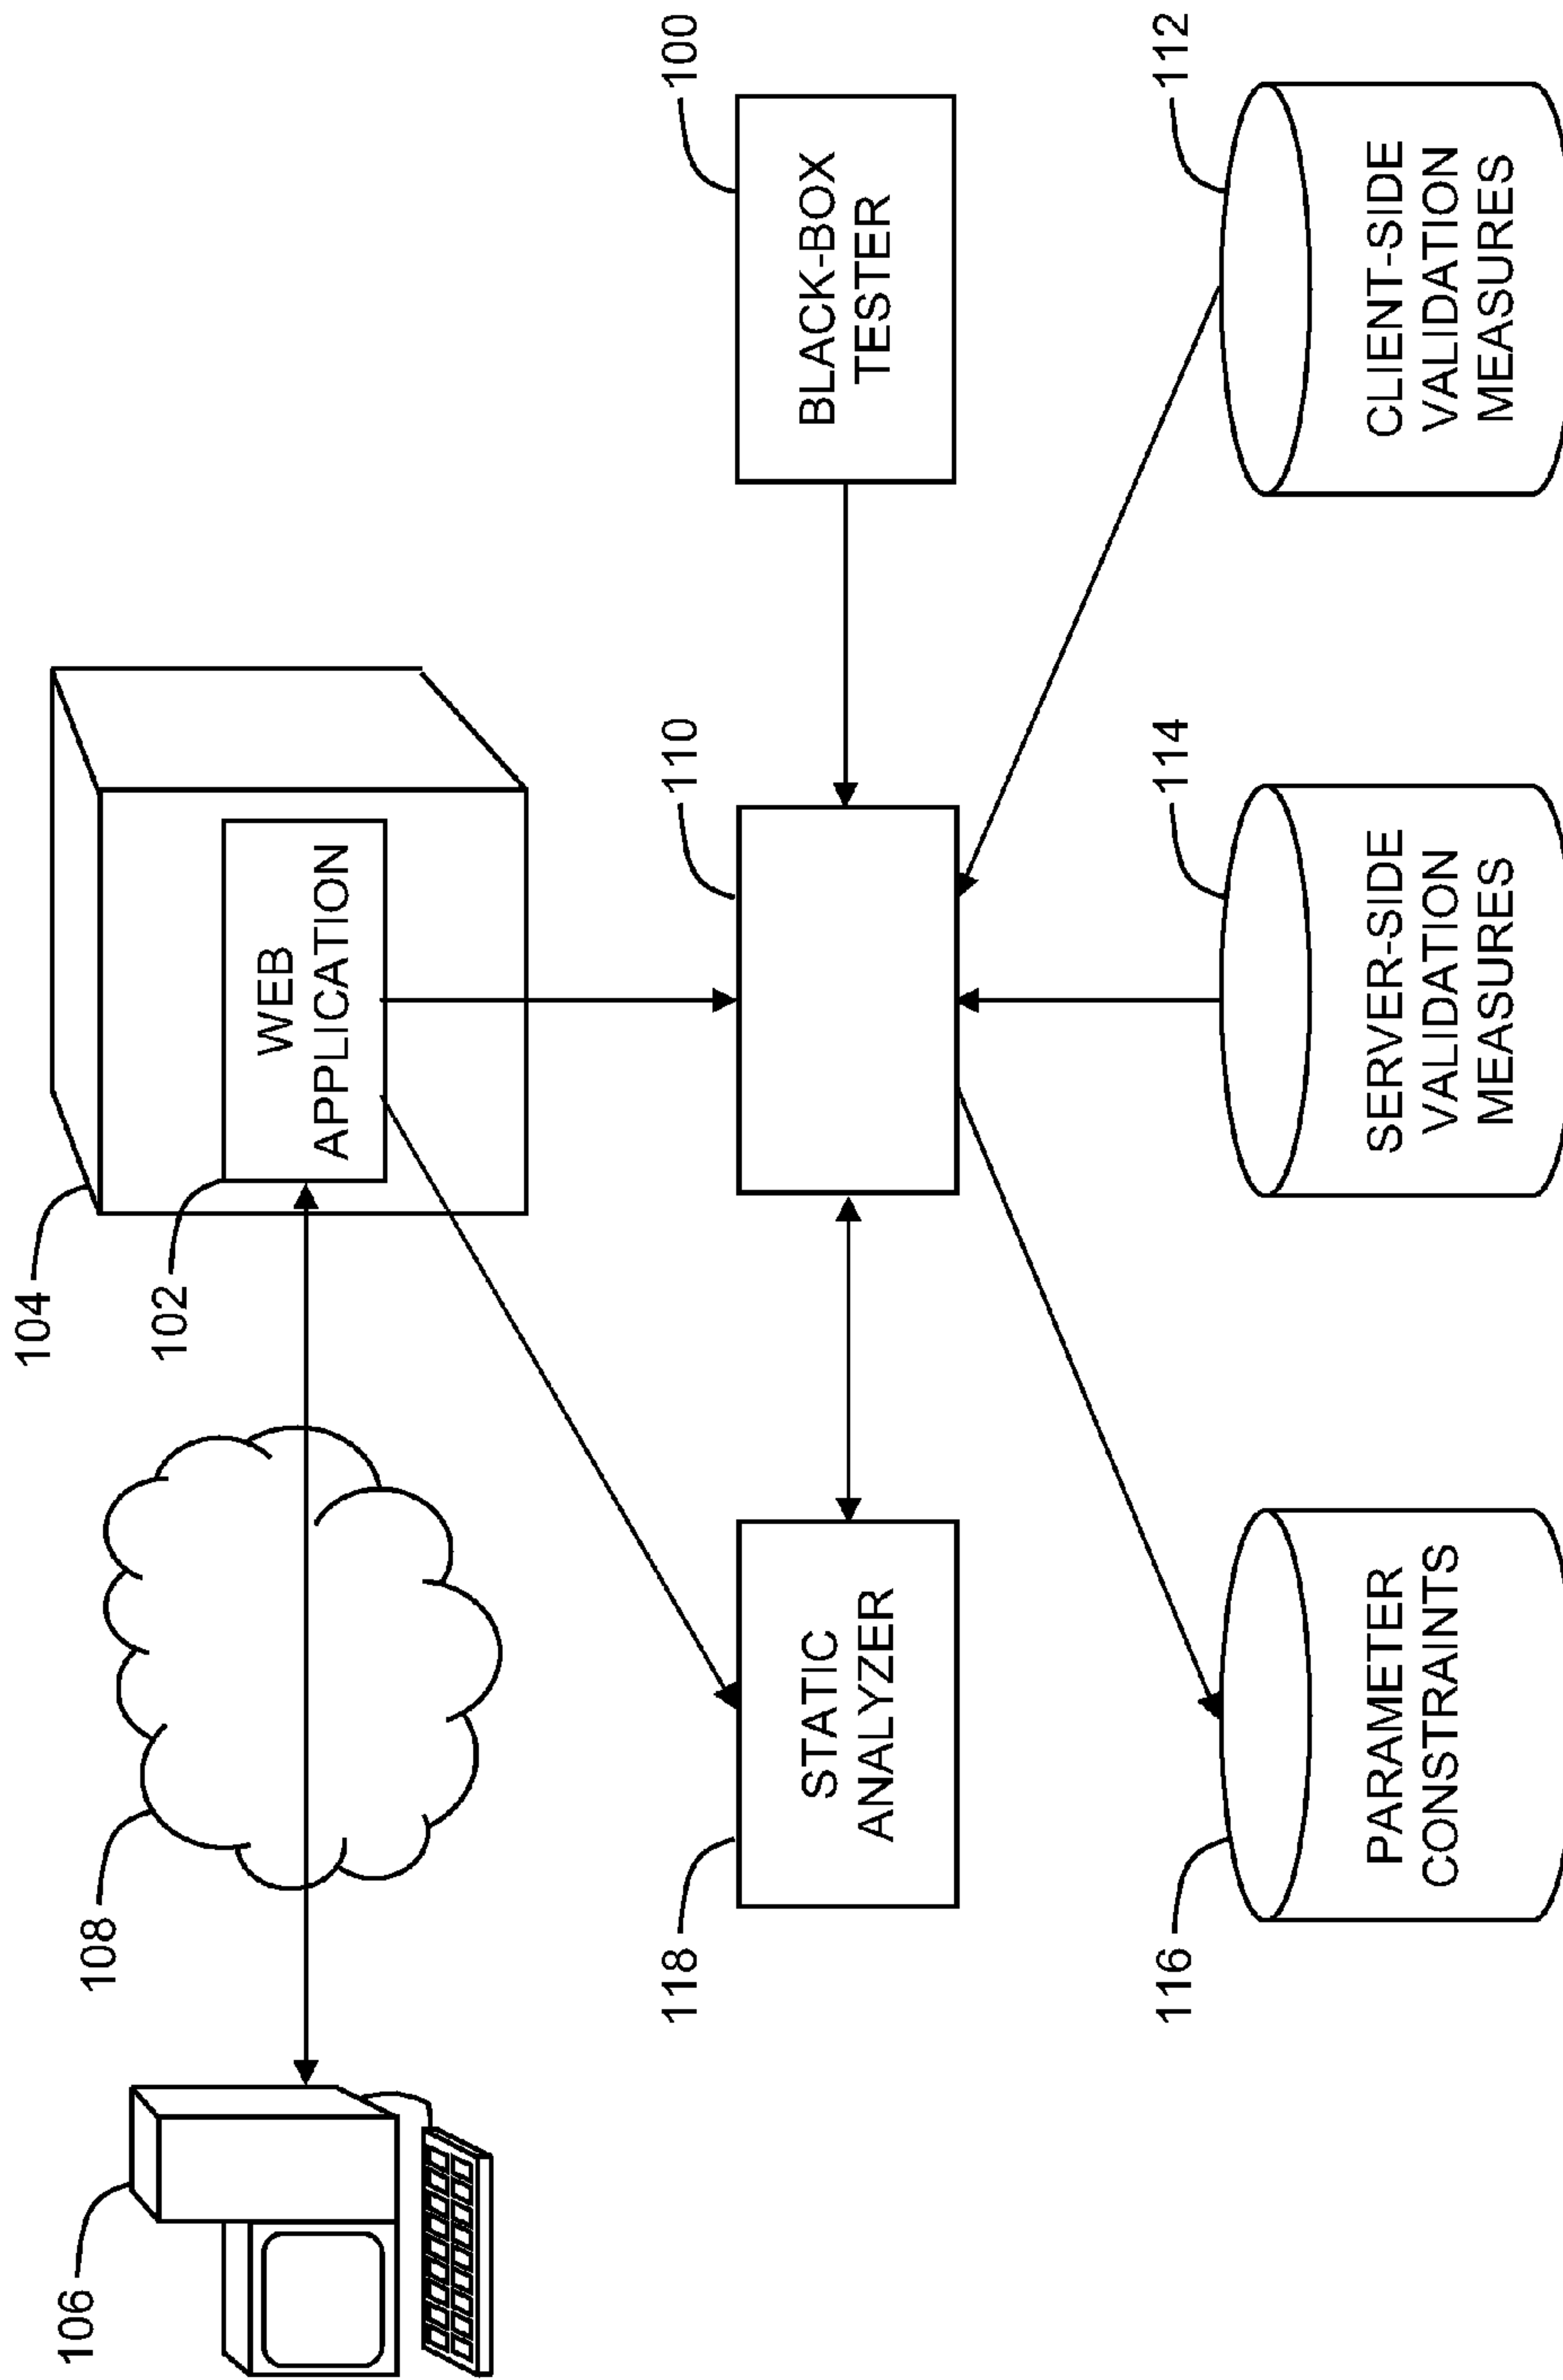 104
102
WEB
APPLICATION
108
106
110
100
BLACK-BOX
TESTER
118
STATIC
ANALYZER
116
PARAMETER
CONSTRAINTS
114
SERVER-SIDE
VALIDATION
MEASURES
112
CLIENT-SIDE
VALIDATION
MEASURES